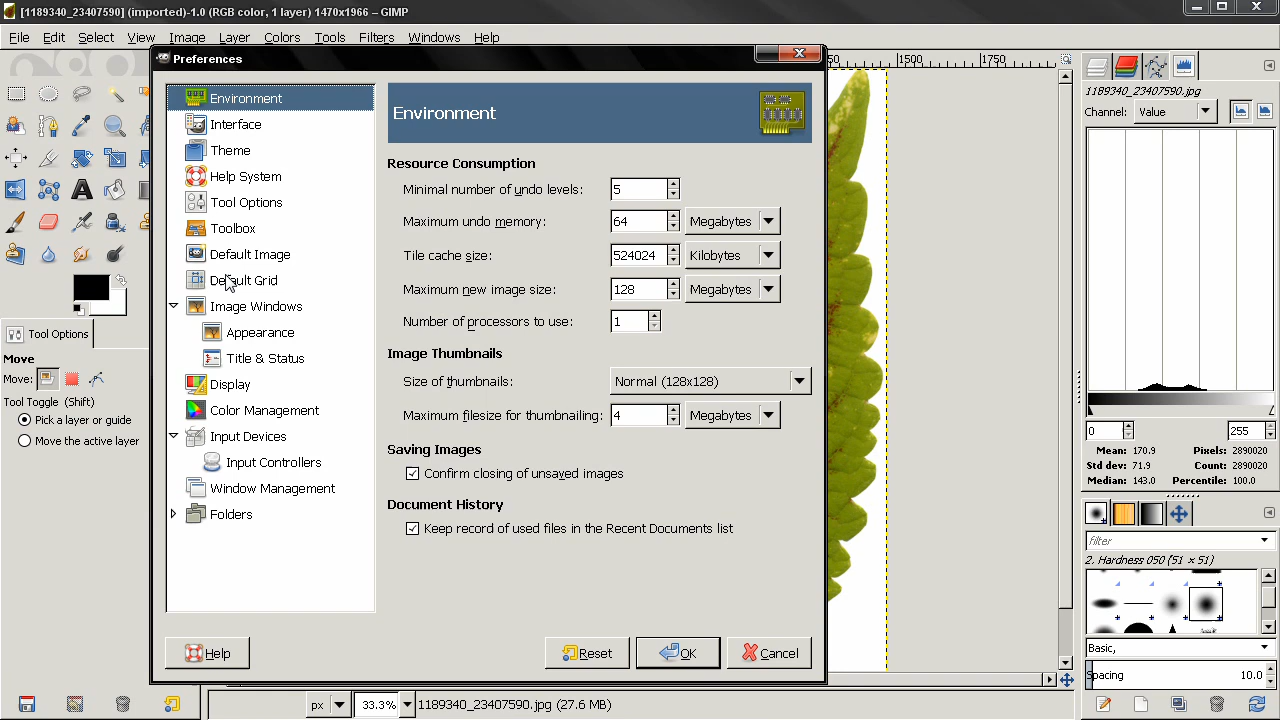 [1189340_23407590] (imported)-1.0 (RGB color, 1 layer) 1470x1966 – GIMP
File Edit Select View Image Layer Colors Tools Filters Windows Help
Preferences
Environment
Interface
Theme
Help System
Tool Options
Toolbox
Default Image
Default Grid
Image Windows
Appearance
Title & Status
Display
Color Management
Input Devices
Input Controllers
Window Management
Folders
Environment
Resource Consumption
Minimal number of undo levels: 5
Maximum undo memory: 64 Megabytes
Tile cache size: 524024 Kilobytes
Maximum new image size: 128 Megabytes
Number of processors to use: 1
Image Thumbnails
Size of thumbnails: Normal (128x128)
Maximum filesize for thumbnailing: 4 Megabytes
Saving Images
Confirm closing of unsaved images
Document History
Keep record of used files in the Recent Documents list
Help Reset OK Cancel
Tool Options
Move
Move:
Tool Toggle (Shift)
Pick a layer or guide
Move the active layer
1500 1750
px 33.3% 1189340_23407590.jpg (27.6 MB)
1189340_23407590.jpg
Channel: Value
0 255
Mean: 170.9 Pixels: 2890020
Std dev: 71.9 Count: 2890020
Median: 143.0 Percentile: 100.0
filter
2. Hardness 050 (51 × 51)
Basic,
Spacing 10.0